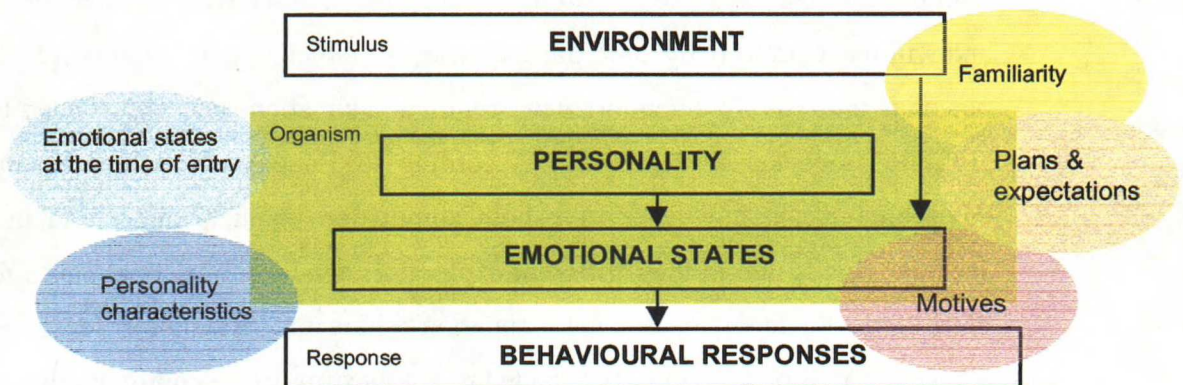 Stimulus ENVIRONMENT
Familiarity
Emotional states
at the time of entry
Organism
PERSONALITY
Plans &
expectations
EMOTIONAL STATES
Personality
characteristics
Motives
Response BEHAVIOURAL RESPONSES